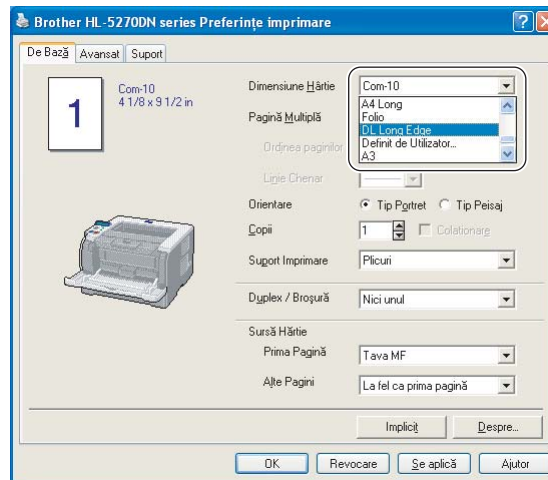 Brother HL-5270DN series Preferințe imprimare
De Bază Avansat Suport
1
Com-10
4 1/8 x 9 1/2 in
Dimensiune Hârtie Com-10
A4 Long
Folio
DL Long Edge
Definit de Utilizator...
A3
Pagină Multiplă
Ordinea paginilor
Linie Chenar
Orientare Tip Portret Tip Peisaj
Copii 1 Colationare
Suport Imprimare Plicuri
Duplex / Broşură Nici unul
Sursă Hârtie
Prima Pagină Tava MF
Alte Pagini La fel ca prima pagină
Implicit Despre...
OK Revocare Se aplică Ajutor